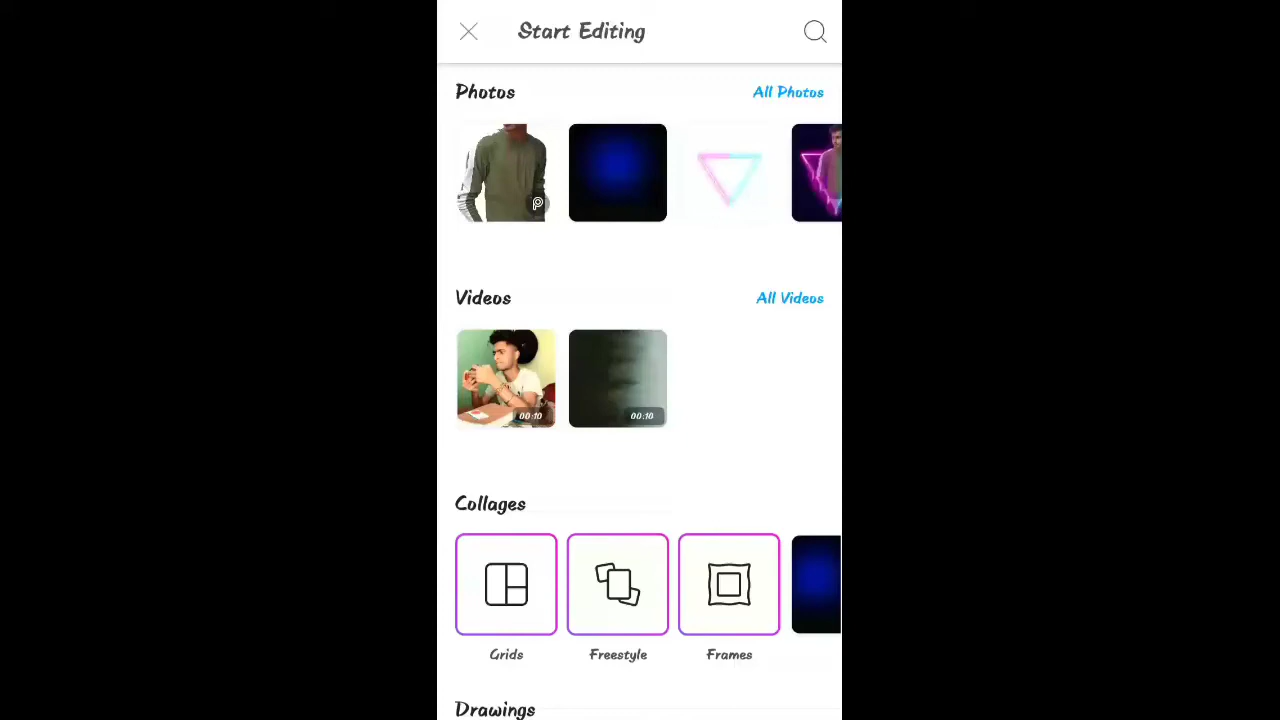 Start Editing
Photos
All Photos
Videos
All Videos
00:10
00:10
Collages
Grids
Freestyle
Frames
Drawings